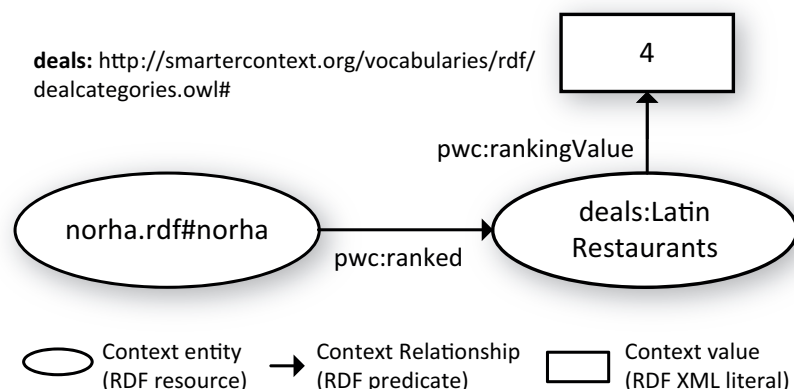 deals: http://smartercontext.org/vocabularies/rdf/
dealcategories.owl#
4
pwc:rankingValue
norha.rdf#norha
pwc:ranked
deals:Latin
Restaurants
Context entity
(RDF resource)
Context Relationship
(RDF predicate)
Context value
(RDF XML literal)